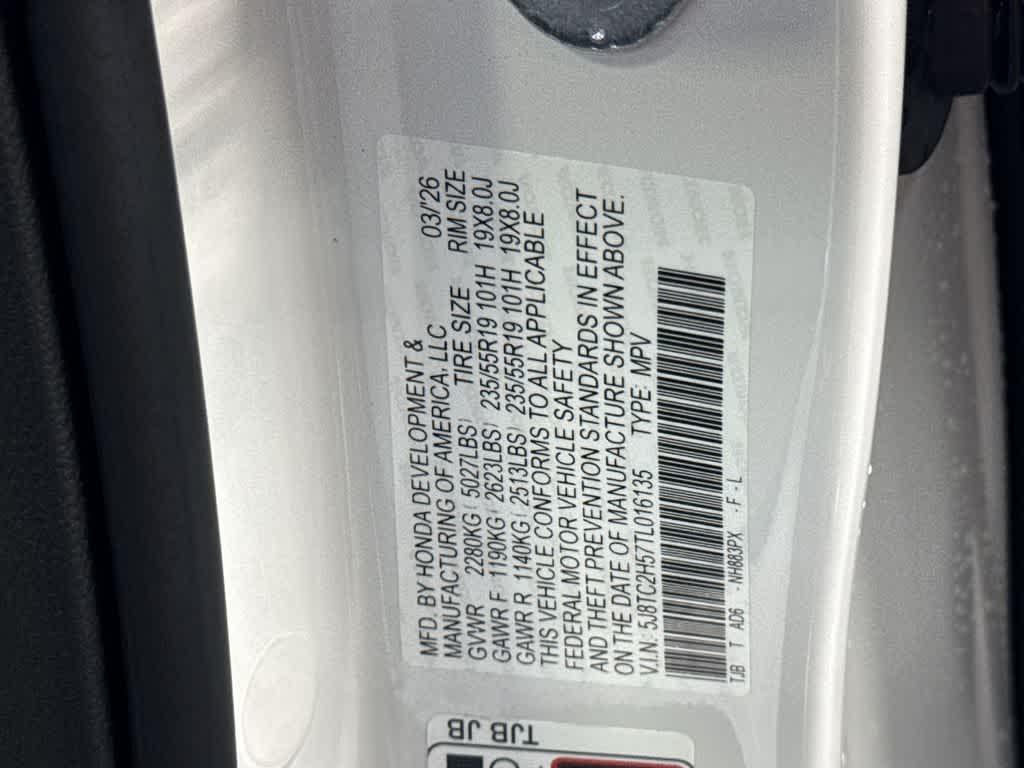 MFD. BY HONDA DEVELOPMENT & 03/'26
MANUFACTURING OF AMERICA, LLC
GVWR 2280KG( 5027LBS) TIRE SIZE RIM SIZE
GAWR F: 1190KG( 2623LBS) 235/55R19 101H 19X8.0J
GAWR R: 1140KG( 2513LBS) 235/55R19 101H 19X8.0J
THIS VEHICLE CONFORMS TO ALL APPLICABLE
FEDERAL MOTOR VEHICLE SAFETY
AND THEFT PREVENTION STANDARDS IN EFFECT
ON THE DATE OF MANUFACTURE SHOWN ABOVE.
V.I.N.: 5J8TC2H577L016135 TYPE: MPV
TJB T AD6 - NH883PX - F - L
TJB JB